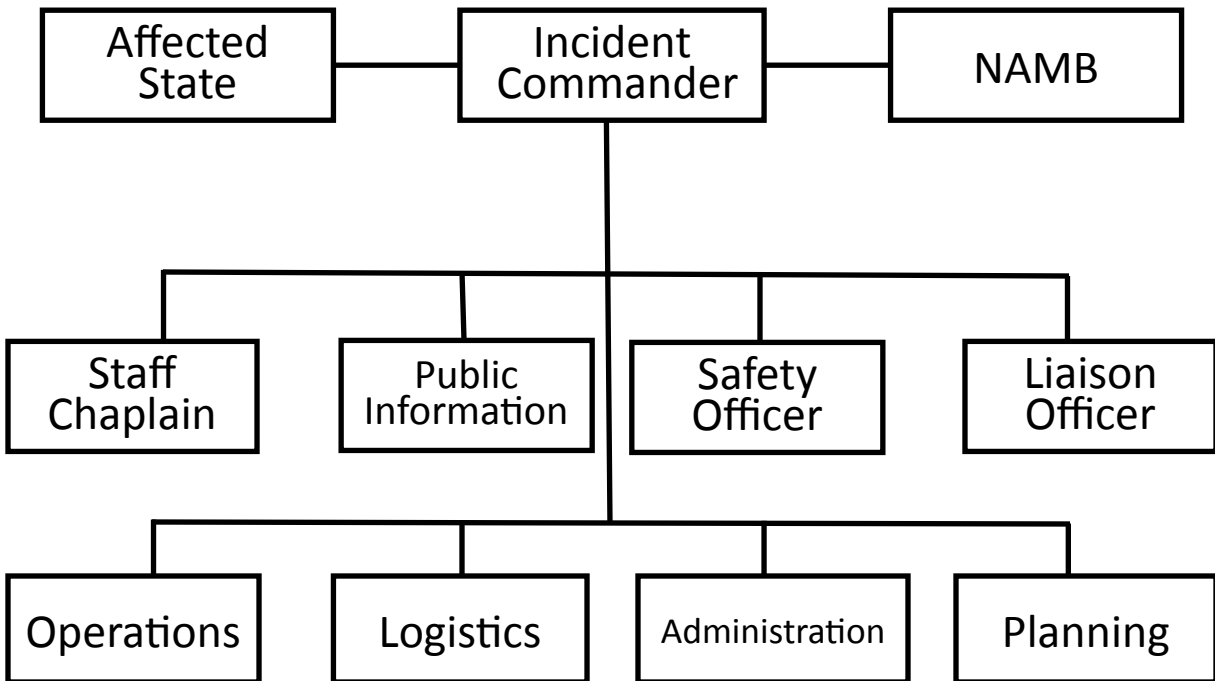 Affected
State
Incident
Commander
NAMB
Staff
Chaplain
Public
Information
Safety
Officer
Liaison
Officer
Operations
Logistics
Administration
Planning